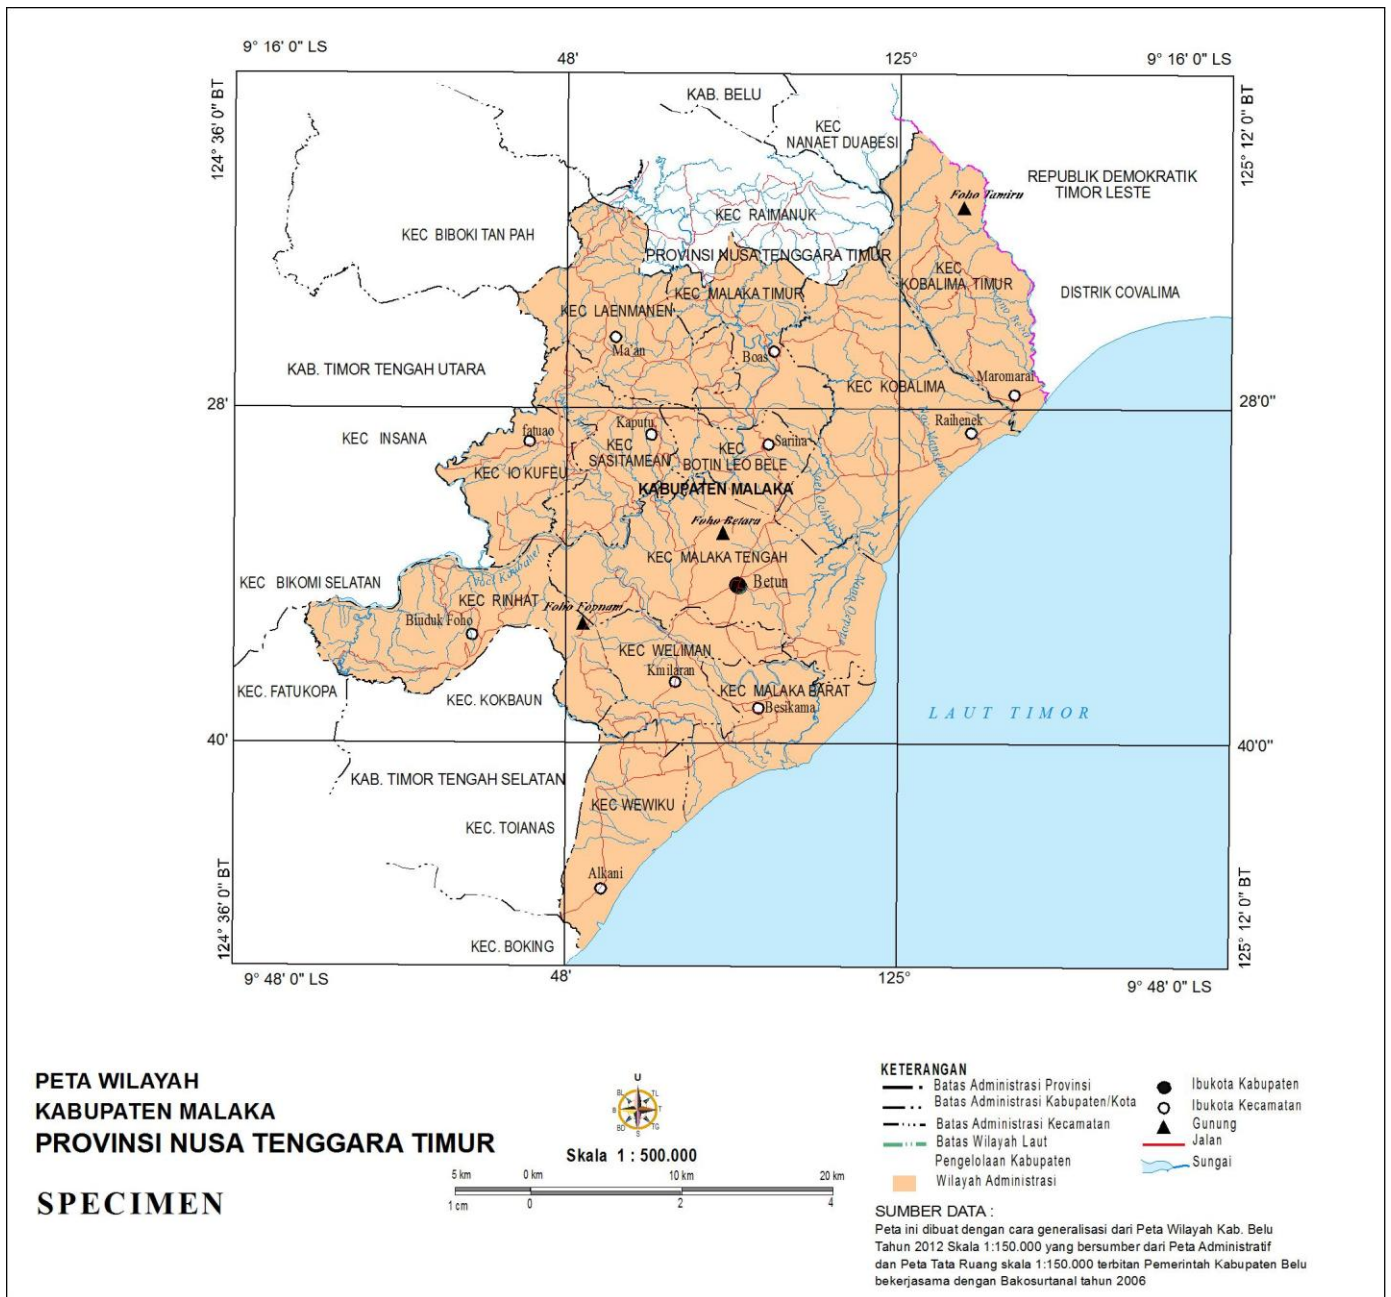 9° 16' 0" LS
48'
125°
9° 16' 0" LS
124° 36' 0" BT
125° 12' 0" BT
KAB. BELU
KEC
NANAET DUABESI
REPUBLIK DEMOKRATIK
TIMOR LESTE
Foho Tamiru
KEC RAIMANUK
KEC BIBOKI TAN PAH
PROVINSI NUSA TENGGARA TIMUR
KEC
KOBALIMA TIMUR
KEC MALAKA TIMUR
DISTRIK COVALIMA
KEC LAENMANEN
Ma'an
Boas
KAB. TIMOR TENGAH UTARA
KEC KOBALIMA
Maromarai
28'
28'0"
KEC INSANA
fatuao
Kaputu
Sariha
Raihenek
KEC
SASITAMEAN
KEC
BOTIN LEO BELE
KEC IO KUFEU
KABUPATEN MALAKA
Foho Betara
KEC MALAKA TENGAH
Betun
KEC BIKOMI SELATAN
KEC RINHAT
Foho Fopnam
Biuduk Foho
KEC WELIMAN
Kmilaran
KEC. FATUKOPA
KEC. KOKBAUN
KEC MALAKA BARAT
Besikama
LAUT TIMOR
40'
40'0"
KAB. TIMOR TENGAH SELATAN
KEC WEWIKU
KEC. TOIANAS
Alkani
KEC. BOKING
124° 36' 0" BT
125° 12' 0" BT
9° 48' 0" LS
48'
125°
9° 48' 0" LS
PETA WILAYAH
KABUPATEN MALAKA
PROVINSI NUSA TENGGARA TIMUR
SPECIMEN
U
BL
TL
B
T
BD
TG
S
Skala 1 : 500.000
5 km
0 km
10 km
20 km
1 cm
0
2
4
KETERANGAN
Batas Administrasi Provinsi
Batas Administrasi Kabupaten/Kota
Batas Administrasi Kecamatan
Batas Wilayah Laut
Pengelolaan Kabupaten
Wilayah Administrasi
Ibukota Kabupaten
Ibukota Kecamatan
Gunung
Jalan
Sungai
SUMBER DATA :
Peta ini dibuat dengan cara generalisasi dari Peta Wilayah Kab. Belu
Tahun 2012 Skala 1:150.000 yang bersumber dari Peta Administratif
dan Peta Tata Ruang skala 1:150.000 terbitan Pemerintah Kabupaten Belu
bekerjasama dengan Bakosurtanal tahun 2006